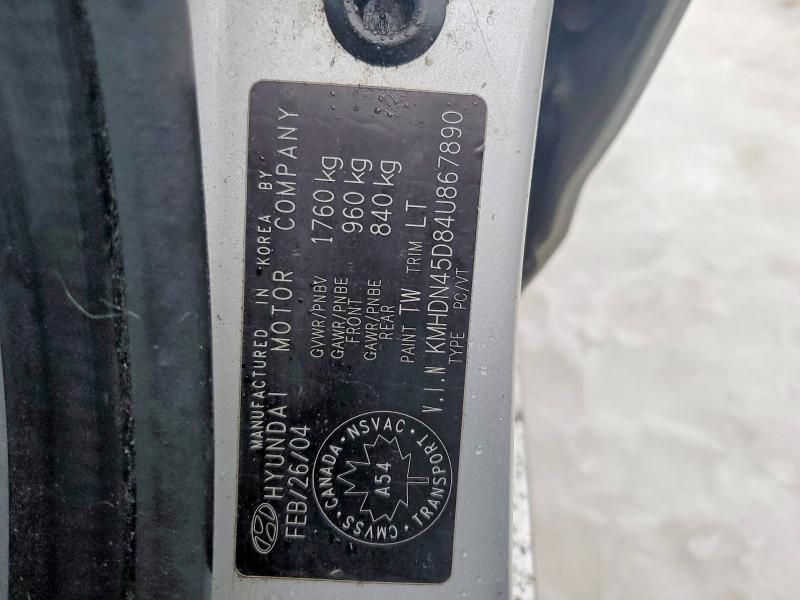 MANUFACTURED IN KOREA BY
HYUNDAI MOTOR COMPANY
FEB/26/04
GVWR/PNBV 1760 kg
GAWR/PNBE FRONT 960 kg
GAWR/PNBE REAR 840 kg
PAINT TW TRIM LT
V.I.N KMHDN45D84U867890
TYPE PC/VT
CANADA · NSVAC · TRANSPORT · CMVSS ·
A54